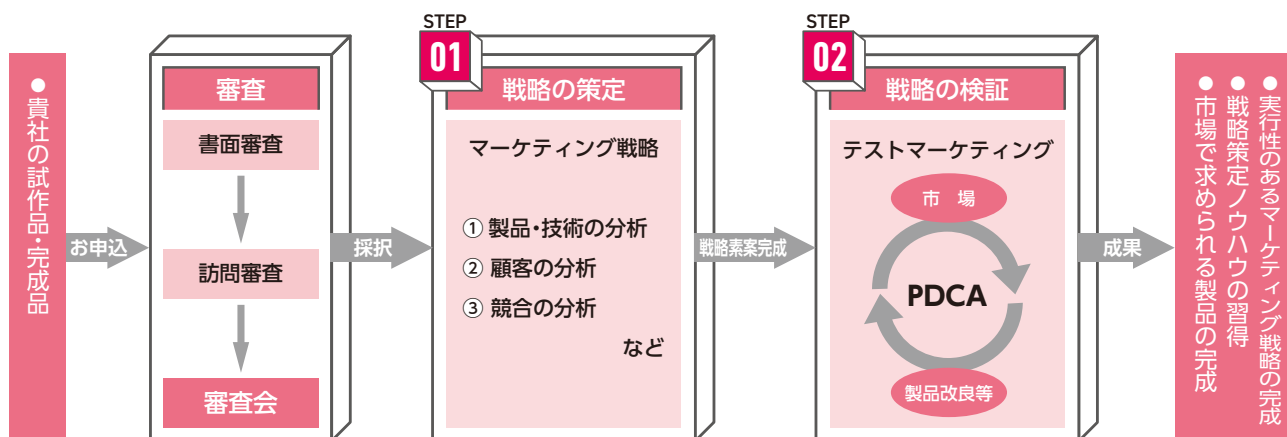 ●貴社の試作品・完成品
お申込
審査
書面審査
訪問審査
審査会
採択
STEP
01
戦略の策定
マーケティング戦略
① 製品・技術の分析
② 顧客の分析
③ 競合の分析
など
戦略素案完成
STEP
02
戦略の検証
テストマーケティング
市 場
PDCA
製品改良等
成果
●実行性のあるマーケティング戦略の完成
●戦略策定ノウハウの習得
●市場で求められる製品の完成